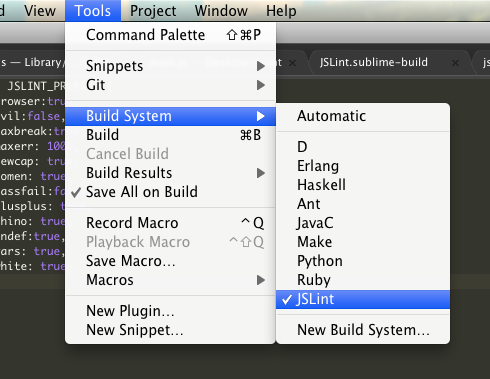 View Tools Project Window Help
Command Palette ⇧⌘P
s — Library/ JSLint.sublime-build × js
Snippets
JSLINT_PR
Git
rowser:tru
vil:false,
Build System
axbreak:tr
Automatic
Build ⌘B
axerr: 100
Cancel Build
D
ewcap: true
Build Results
Erlang
omen: true
Save All on Build
Haskell
assfail:fa
Ant
lusplus: t
Record Macro ^Q
JavaC
hino: true
Playback Macro ^⇧Q
Make
ndef:true,
Save Macro...
Python
ars: true,
Macros
Ruby
hite: true
JSLint
New Plugin...
New Snippet...
New Build System...